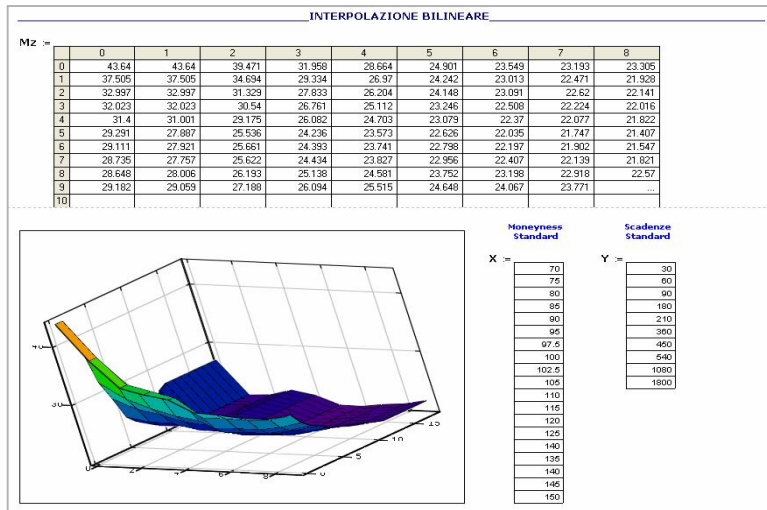 INTERPOLAZIONE BILINEARE
Mz :=
0 1 2 3 4 5 6 7 8
0 43.64 43.64 39.471 31.958 28.664 24.901 23.549 23.193 23.305
1 37.505 37.505 34.694 29.334 26.97 24.242 23.013 22.471 21.928
2 32.997 32.997 31.329 27.833 26.204 24.148 23.091 22.62 22.141
3 32.023 32.023 30.54 26.761 25.112 23.246 22.508 22.224 22.016
4 31.4 31.001 29.175 26.082 24.703 23.079 22.37 22.077 21.822
5 29.291 27.887 25.536 24.236 23.573 22.626 22.035 21.747 21.407
6 29.111 27.921 25.661 24.393 23.741 22.798 22.197 21.902 21.547
7 28.735 27.757 25.622 24.434 23.827 22.956 22.407 22.139 21.821
8 28.648 28.006 26.193 25.138 24.581 23.752 23.198 22.918 22.57
9 29.182 29.059 27.188 26.094 25.515 24.648 24.067 23.771 ...
10
Moneyness
Standard
X :=
70
75
80
85
90
95
97.5
100
102.5
105
110
115
120
125
140
135
140
145
150
Scadenze
Standard
Y :=
30
60
90
180
210
360
450
540
1080
1800
40
30
0 2 4 6 8
0 5 10 15